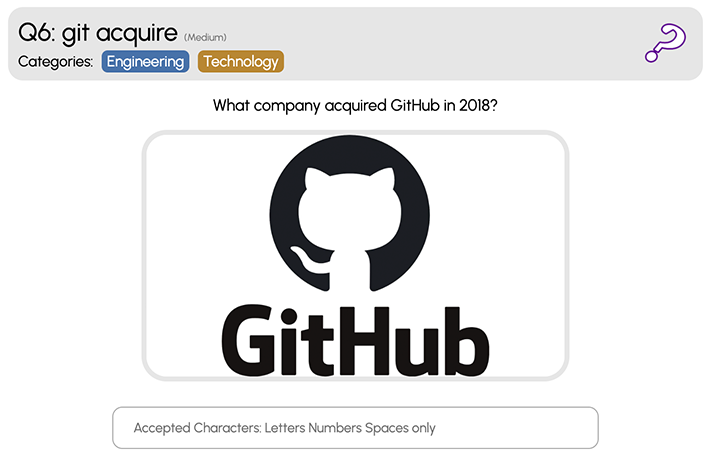 Q6: git acquire (Medium)
Categories: Engineering Technology
What company acquired GitHub in 2018?
GitHub
Accepted Characters: Letters Numbers Spaces only